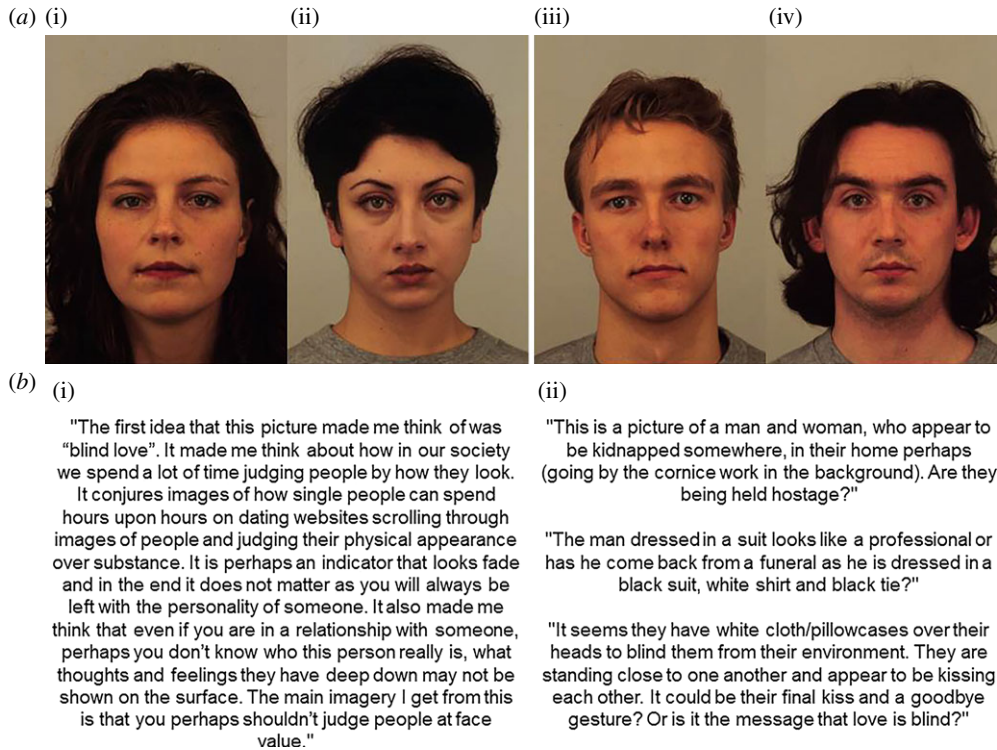 (a) (i) (ii) (iii) (iv)
(b) (i) (ii)
"The first idea that this picture made me think of was
“blind love”. It made me think about how in our society
we spend a lot of time judging people by how they look.
It conjures images of how single people can spend
hours upon hours on dating websites scrolling through
images of people and judging their physical appearance
over substance. It is perhaps an indicator that looks fade
and in the end it does not matter as you will always be
left with the personality of someone. It also made me
think that even if you are in a relationship with someone,
perhaps you don’t know who this person really is, what
thoughts and feelings they have deep down may not be
shown on the surface. The main imagery I get from this
is that you perhaps shouldn’t judge people at face
value."
"This is a picture of a man and woman, who appear to
be kidnapped somewhere, in their home perhaps
(going by the cornice work in the background). Are they
being held hostage?"
"The man dressed in a suit looks like a professional or
has he come back from a funeral as he is dressed in a
black suit, white shirt and black tie?"
"It seems they have white cloth/pillowcases over their
heads to blind them from their environment. They are
standing close to one another and appear to be kissing
each other. It could be their final kiss and a goodbye
gesture? Or is it the message that love is blind?"